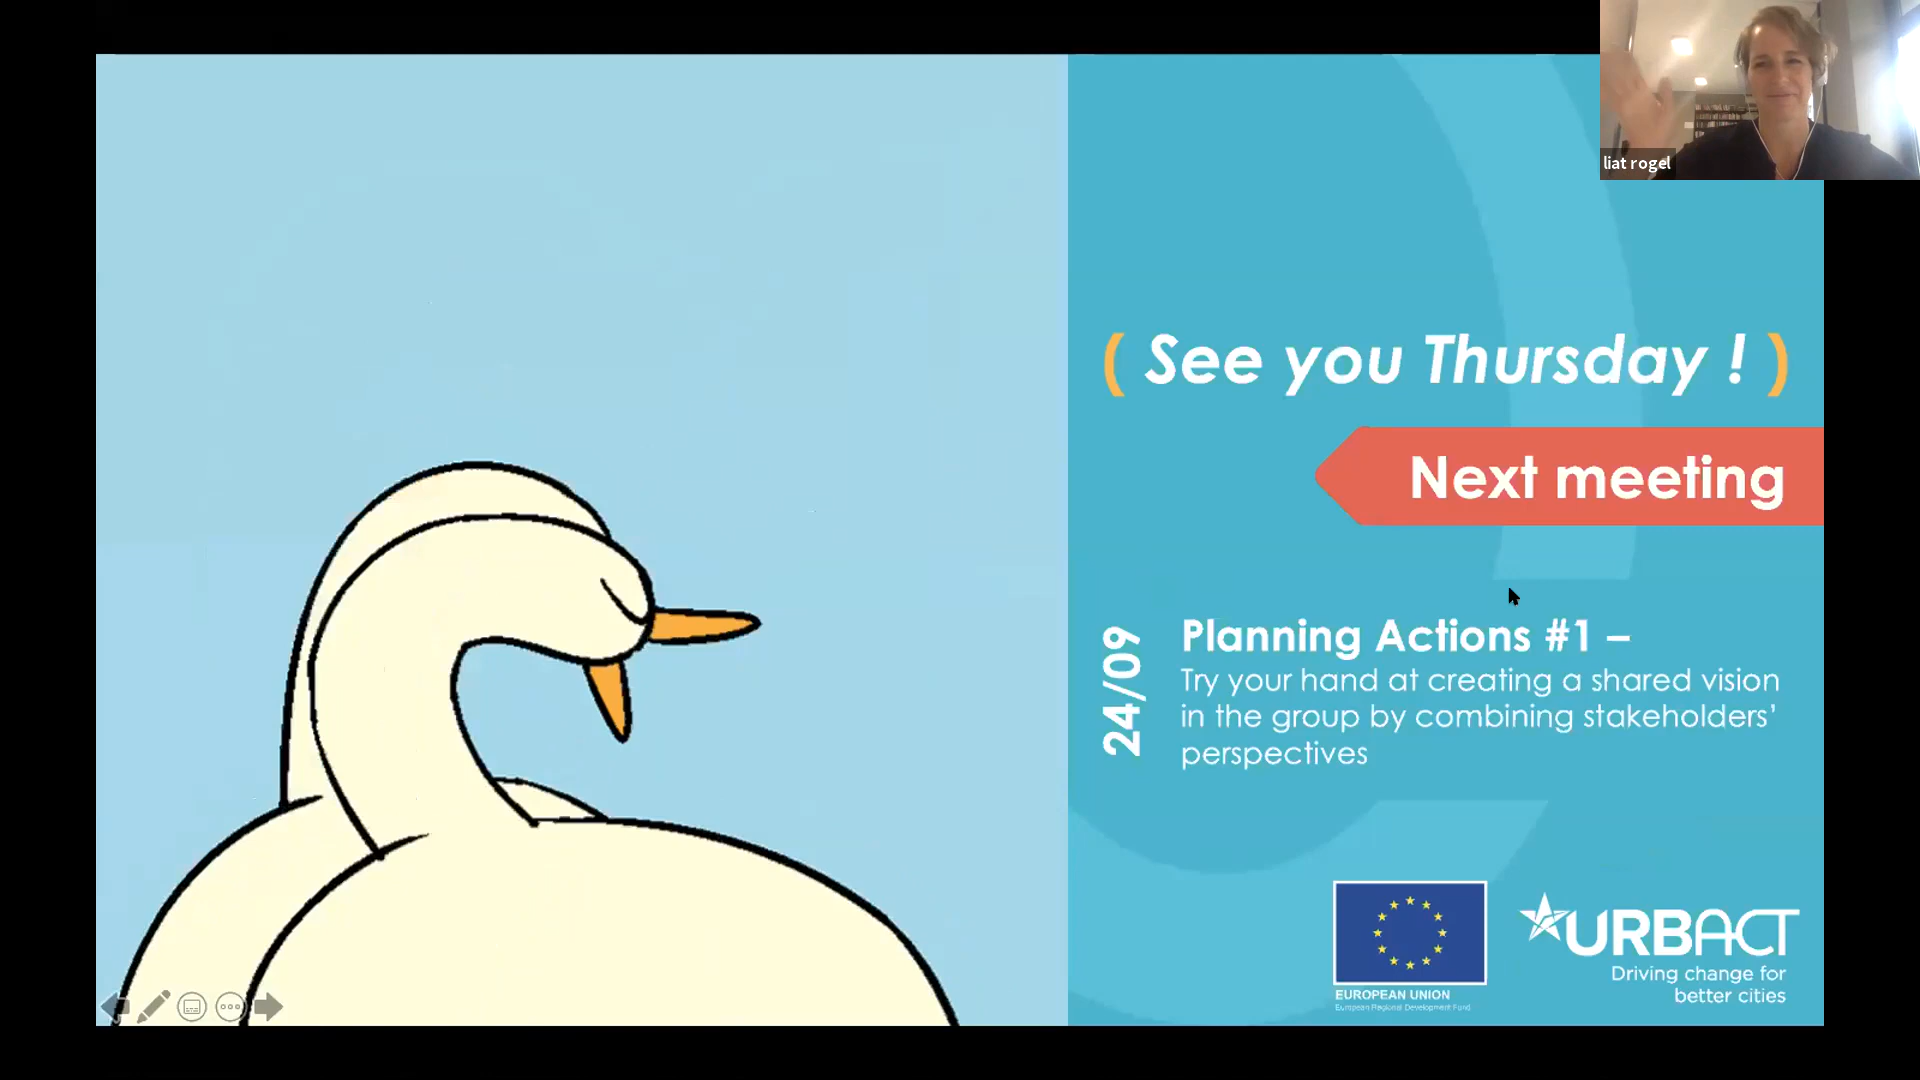 liat rogel
( See you Thursday ! )
Next meeting
24/09
Planning Actions #1 –
Try your hand at creating a shared vision
in the group by combining stakeholders’
perspectives
EUROPEAN UNION
European Regional Development Fund
URBACT
Driving change for
better cities